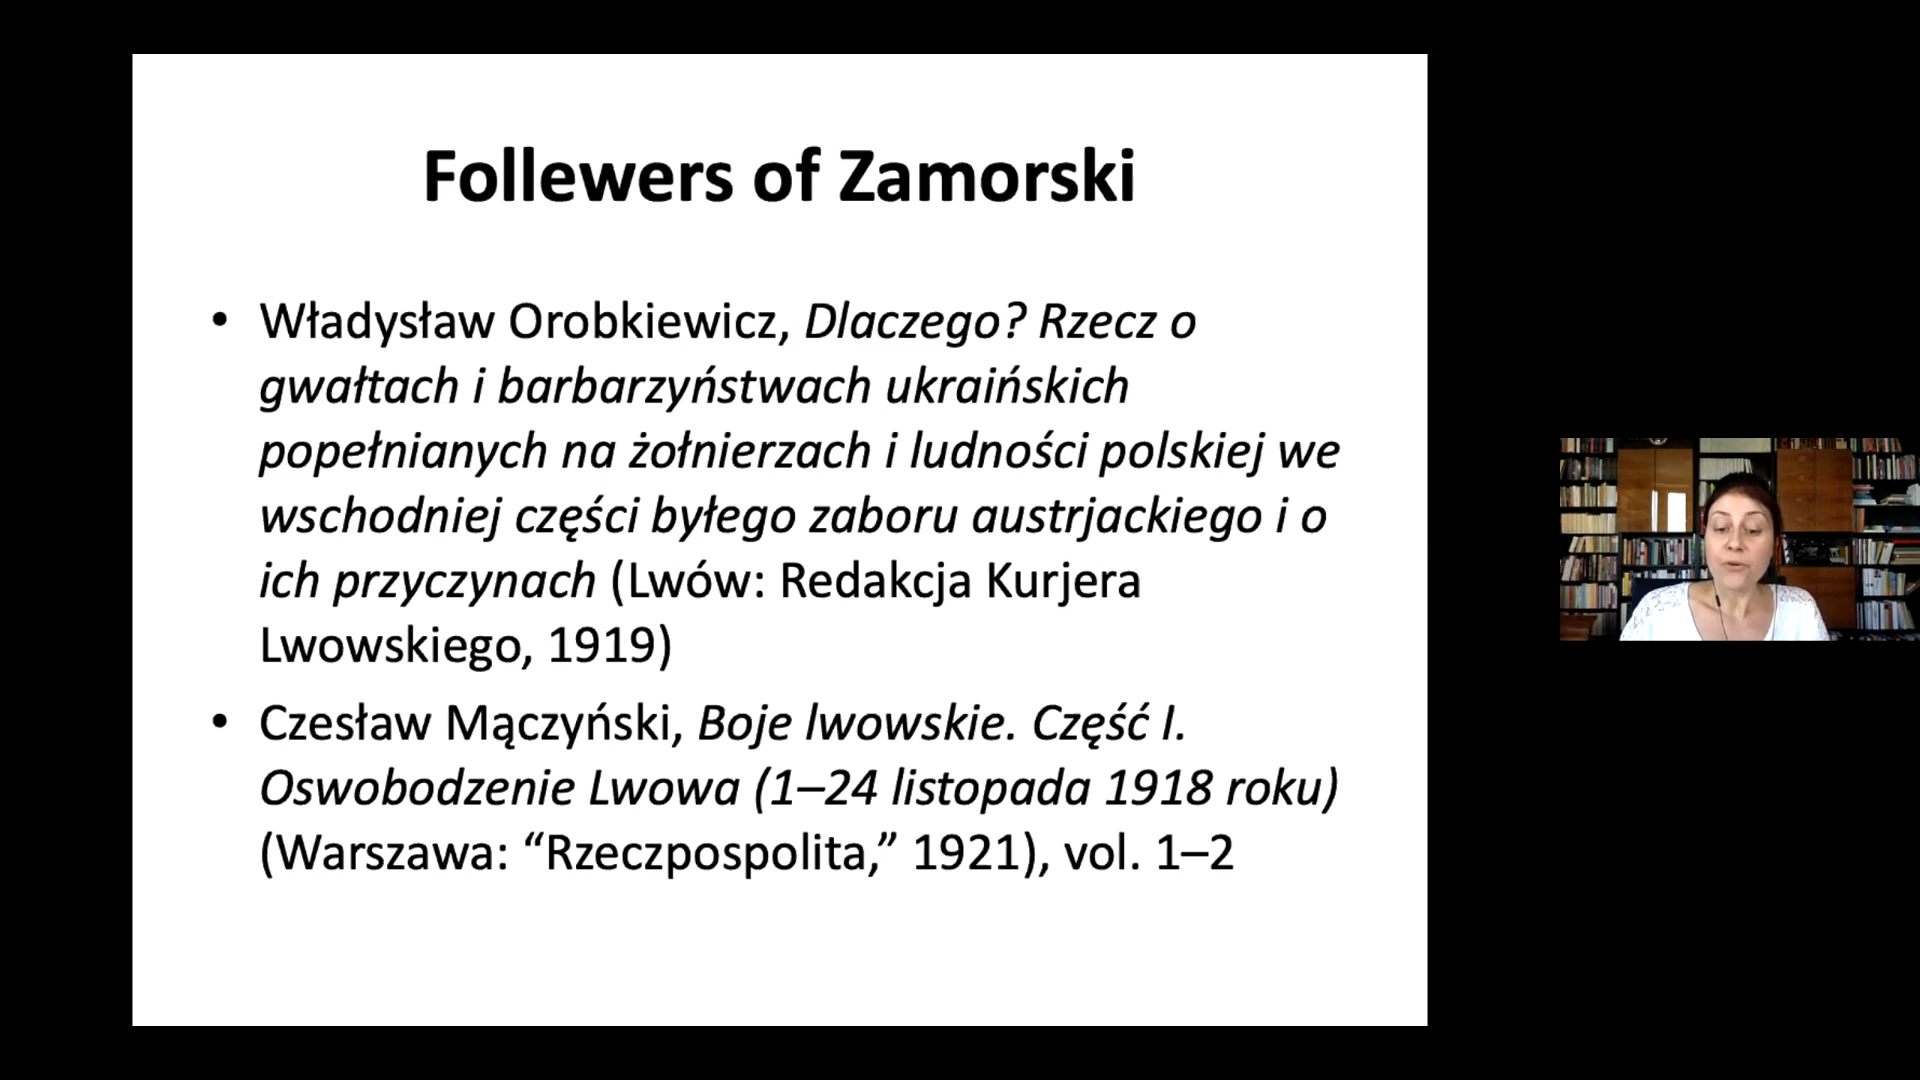 Follewers of Zamorski
• Władysław Orobkiewicz, Dlaczego? Rzecz o
gwałtach i barbarzyństwach ukraińskich
popełnianych na żołnierzach i ludności polskiej we
wschodniej części byłego zaboru austrjackiego i o
ich przyczynach (Lwów: Redakcja Kurjera
Lwowskiego, 1919)
• Czesław Mączyński, Boje lwowskie. Część I.
Oswobodzenie Lwowa (1–24 listopada 1918 roku)
(Warszawa: “Rzeczpospolita,” 1921), vol. 1–2